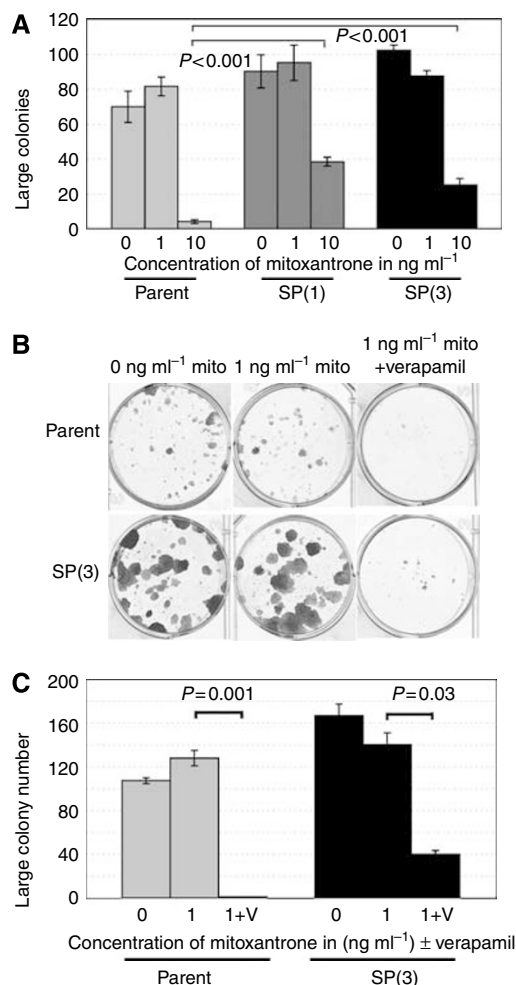 A
120
100
80
60
40
20
0
Large colonies
P<0.001
P<0.001
0 1 10 0 1 10 0 1 10
Concentration of mitoxantrone in ng ml⁻¹
Parent SP(1) SP(3)
B
0 ng ml⁻¹ mito 1 ng ml⁻¹ mito 1 ng ml⁻¹ mito
+verapamil
Parent
SP(3)
C
200
160
120
80
40
0
Large colony number
P=0.001 P=0.03
0 1 1+V 0 1 1+V
Concentration of mitoxantrone in (ng ml⁻¹) ± verapamil
Parent SP(3)